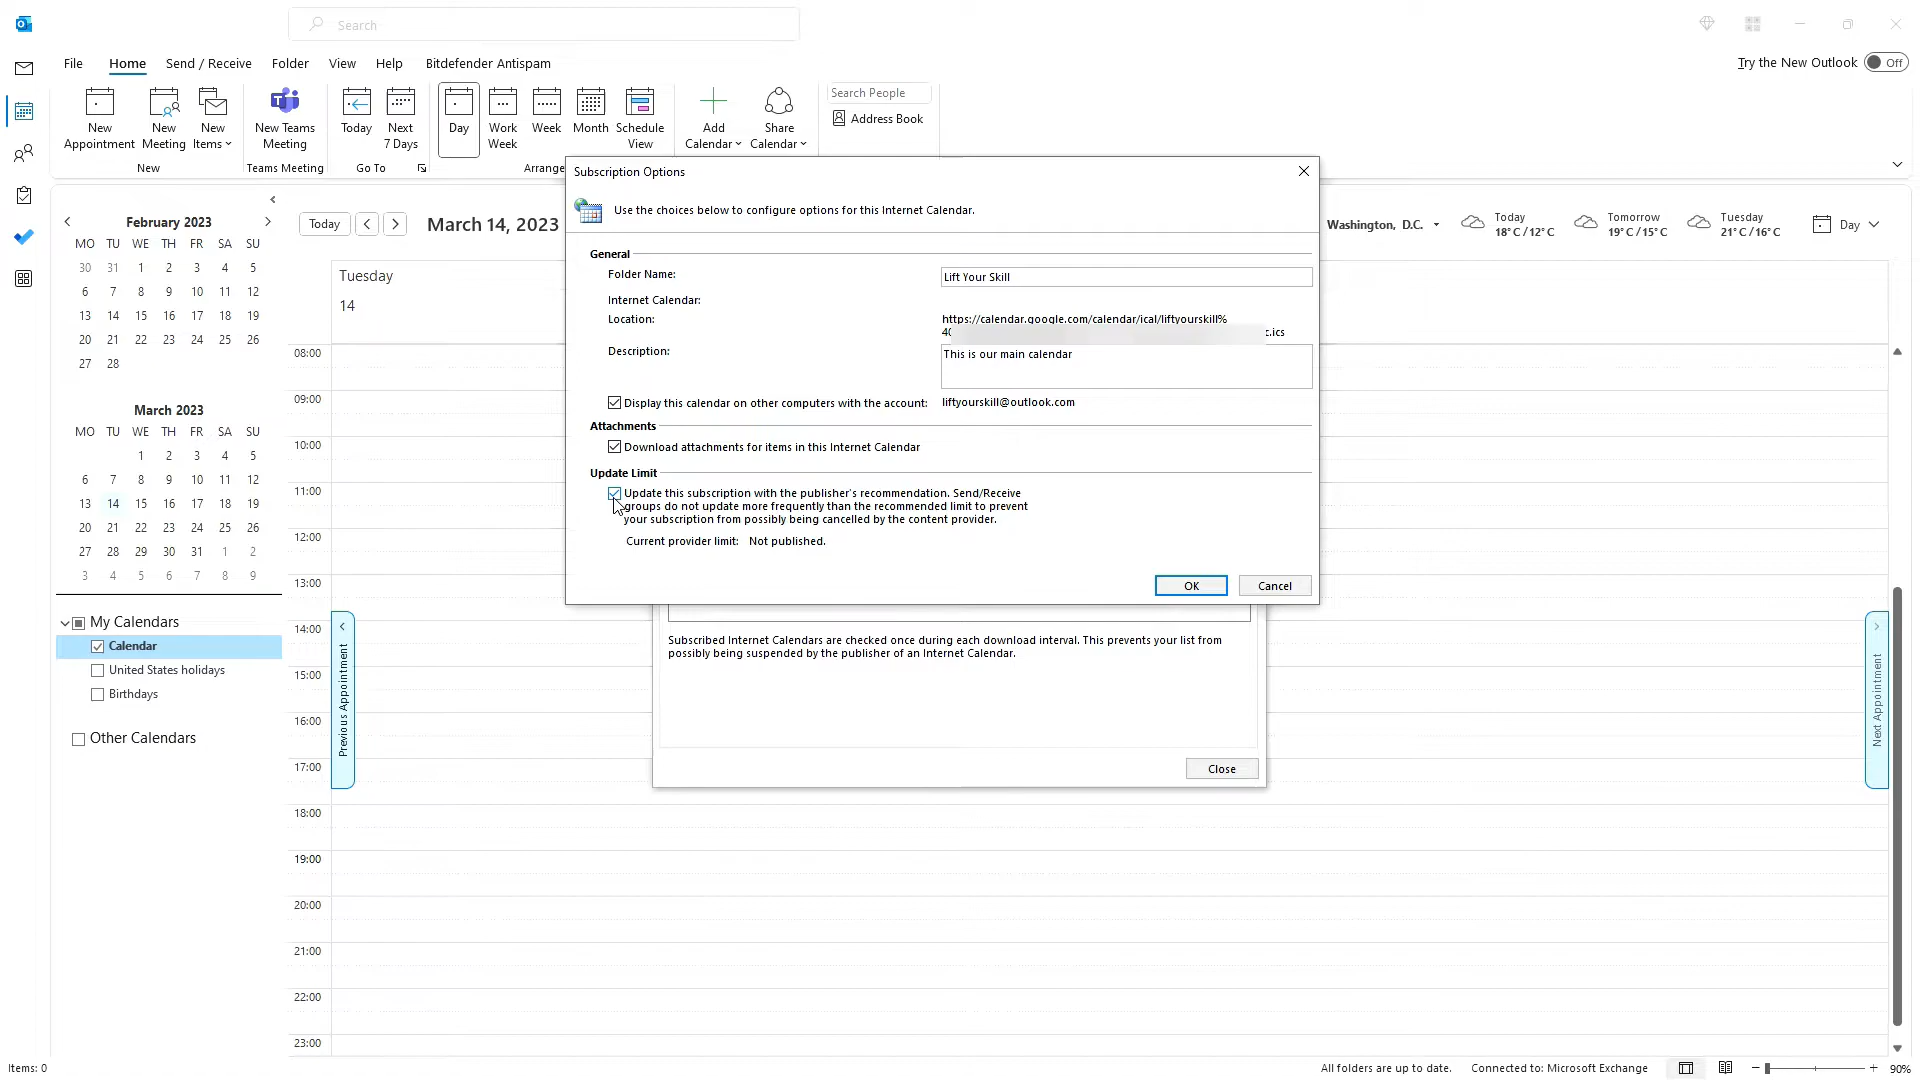 Search
File
Home
Send / Receive
Folder
View
Help
Bitdefender Antispam
Try the New Outlook
Off
New
Appointment
New
Meeting
New
Items
New
New Teams
Meeting
Teams Meeting
Today
Next
7 Days
Go To
Day
Work
Week
Week
Month
Schedule
View
Arrange
Add
Calendar
Share
Calendar
Search People
Address Book
February 2023
MO TU WE TH FR SA SU
30 31 1 2 3 4 5
6 7 8 9 10 11 12
13 14 15 16 17 18 19
20 21 22 23 24 25 26
27 28
March 2023
MO TU WE TH FR SA SU
1 2 3 4 5
6 7 8 9 10 11 12
13 14 15 16 17 18 19
20 21 22 23 24 25 26
27 28 29 30 31 1 2
3 4 5 6 7 8 9
My Calendars
Calendar
United States holidays
Birthdays
Other Calendars
Today
March 14, 2023
Washington, D.C.
Today
18°C/12°C
Tomorrow
19°C/15°C
Tuesday
21°C/16°C
Day
Tuesday
14
08:00
09:00
10:00
11:00
12:00
13:00
14:00
15:00
16:00
17:00
18:00
19:00
20:00
21:00
22:00
23:00
Previous Appointment
Next Appointment
Subscription Options
Use the choices below to configure options for this Internet Calendar.
General
Folder Name:
Lift Your Skill
Internet Calendar:
Location:
https://calendar.google.com/calendar/ical/liftyourskill%
40 c.ics
Description:
This is our main calendar
Display this calendar on other computers with the account:
liftyourskill@outlook.com
Attachments
Download attachments for items in this Internet Calendar
Update Limit
Update this subscription with the publisher's recommendation. Send/Receive
groups do not update more frequently than the recommended limit to prevent
your subscription from possibly being cancelled by the content provider.
Current provider limit: Not published.
OK
Cancel
Subscribed Internet Calendars are checked once during each download interval. This prevents your list from
possibly being suspended by the publisher of an Internet Calendar.
Close
Items: 0
All folders are up to date.
Connected to: Microsoft Exchange
90%